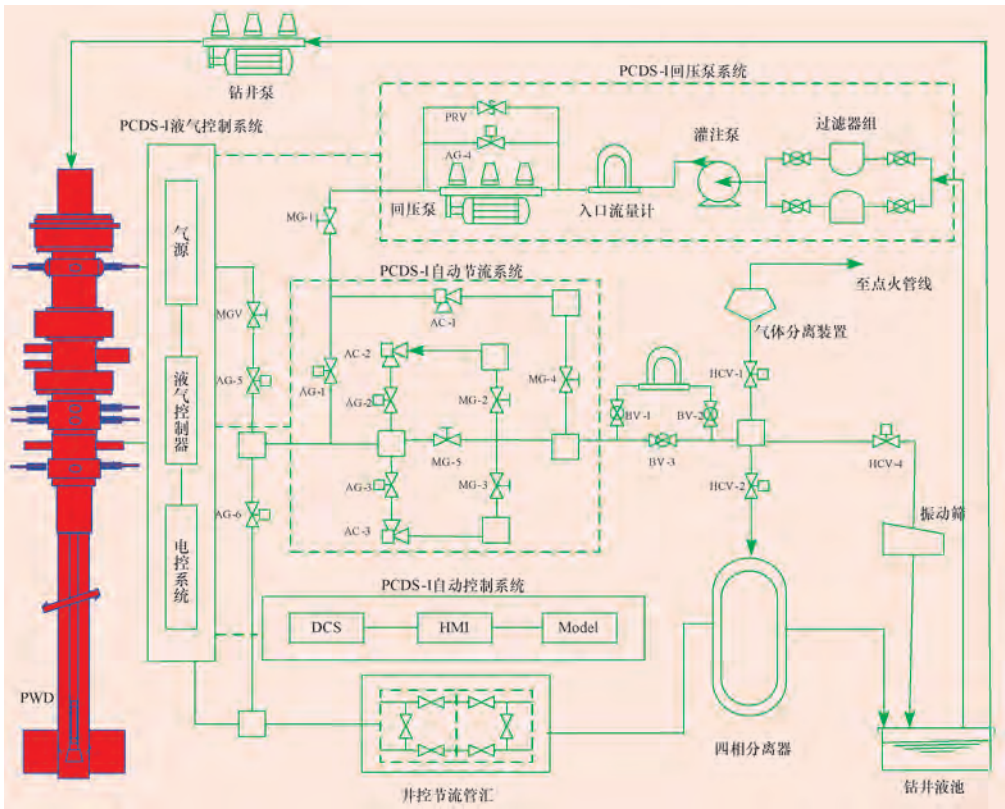 钻井泵
PCDS-I回压泵系统
PCDS-I液气控制系统
PRV
AG-4
灌注泵
过滤器组
MG-1
回压泵
入口流量计
气源
PCDS-I自动节流系统
至点火管线
MGV
AC-1
气体分离装置
AC-2
AG-5
AG-1
MG-4
HCV-1
AG-2
MG-2
液气控制器
BV-1
BV-2
MG-5
BV-3
HCV-4
AG-3
MG-3
HCV-2
AG-6
AC-3
振动筛
电控系统
PCDS-I自动控制系统
DCS
HMI
Model
PWD
四相分离器
井控节流管汇
钻井液池